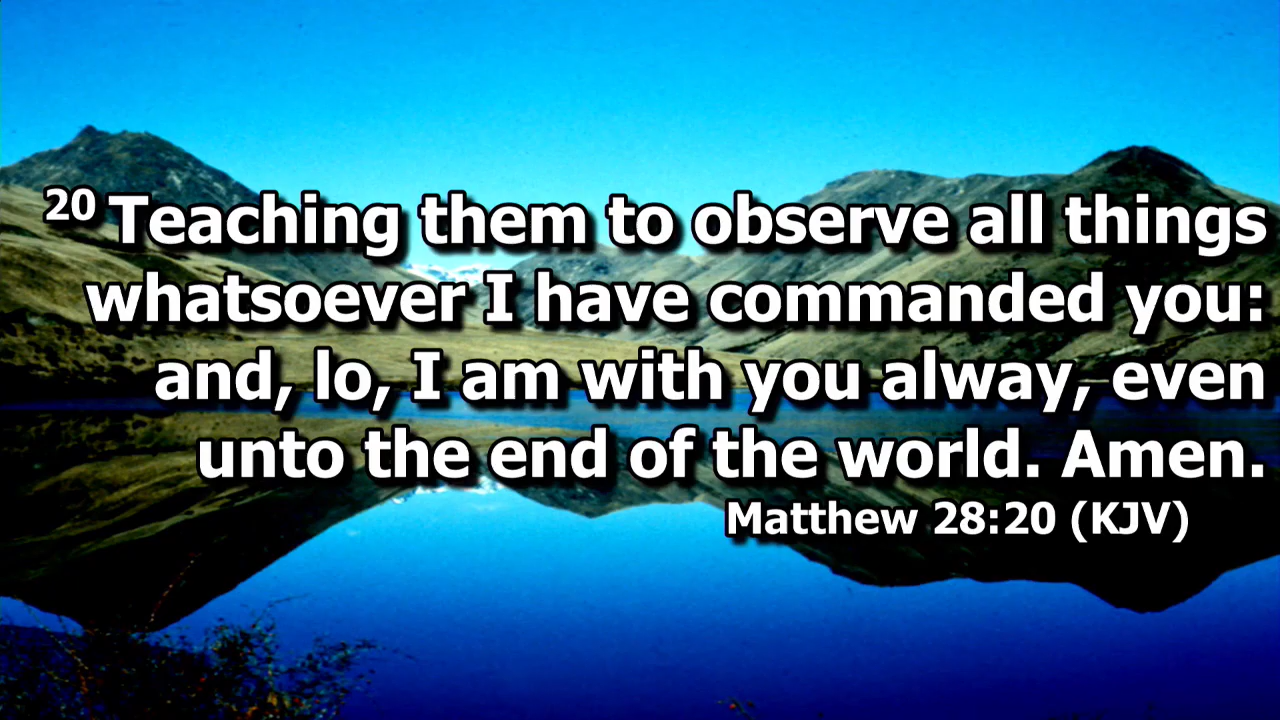 20 Teaching them to observe all things
whatsoever I have commanded you:
and, lo, I am with you alway, even
unto the end of the world. Amen.
Matthew 28:20 (KJV)